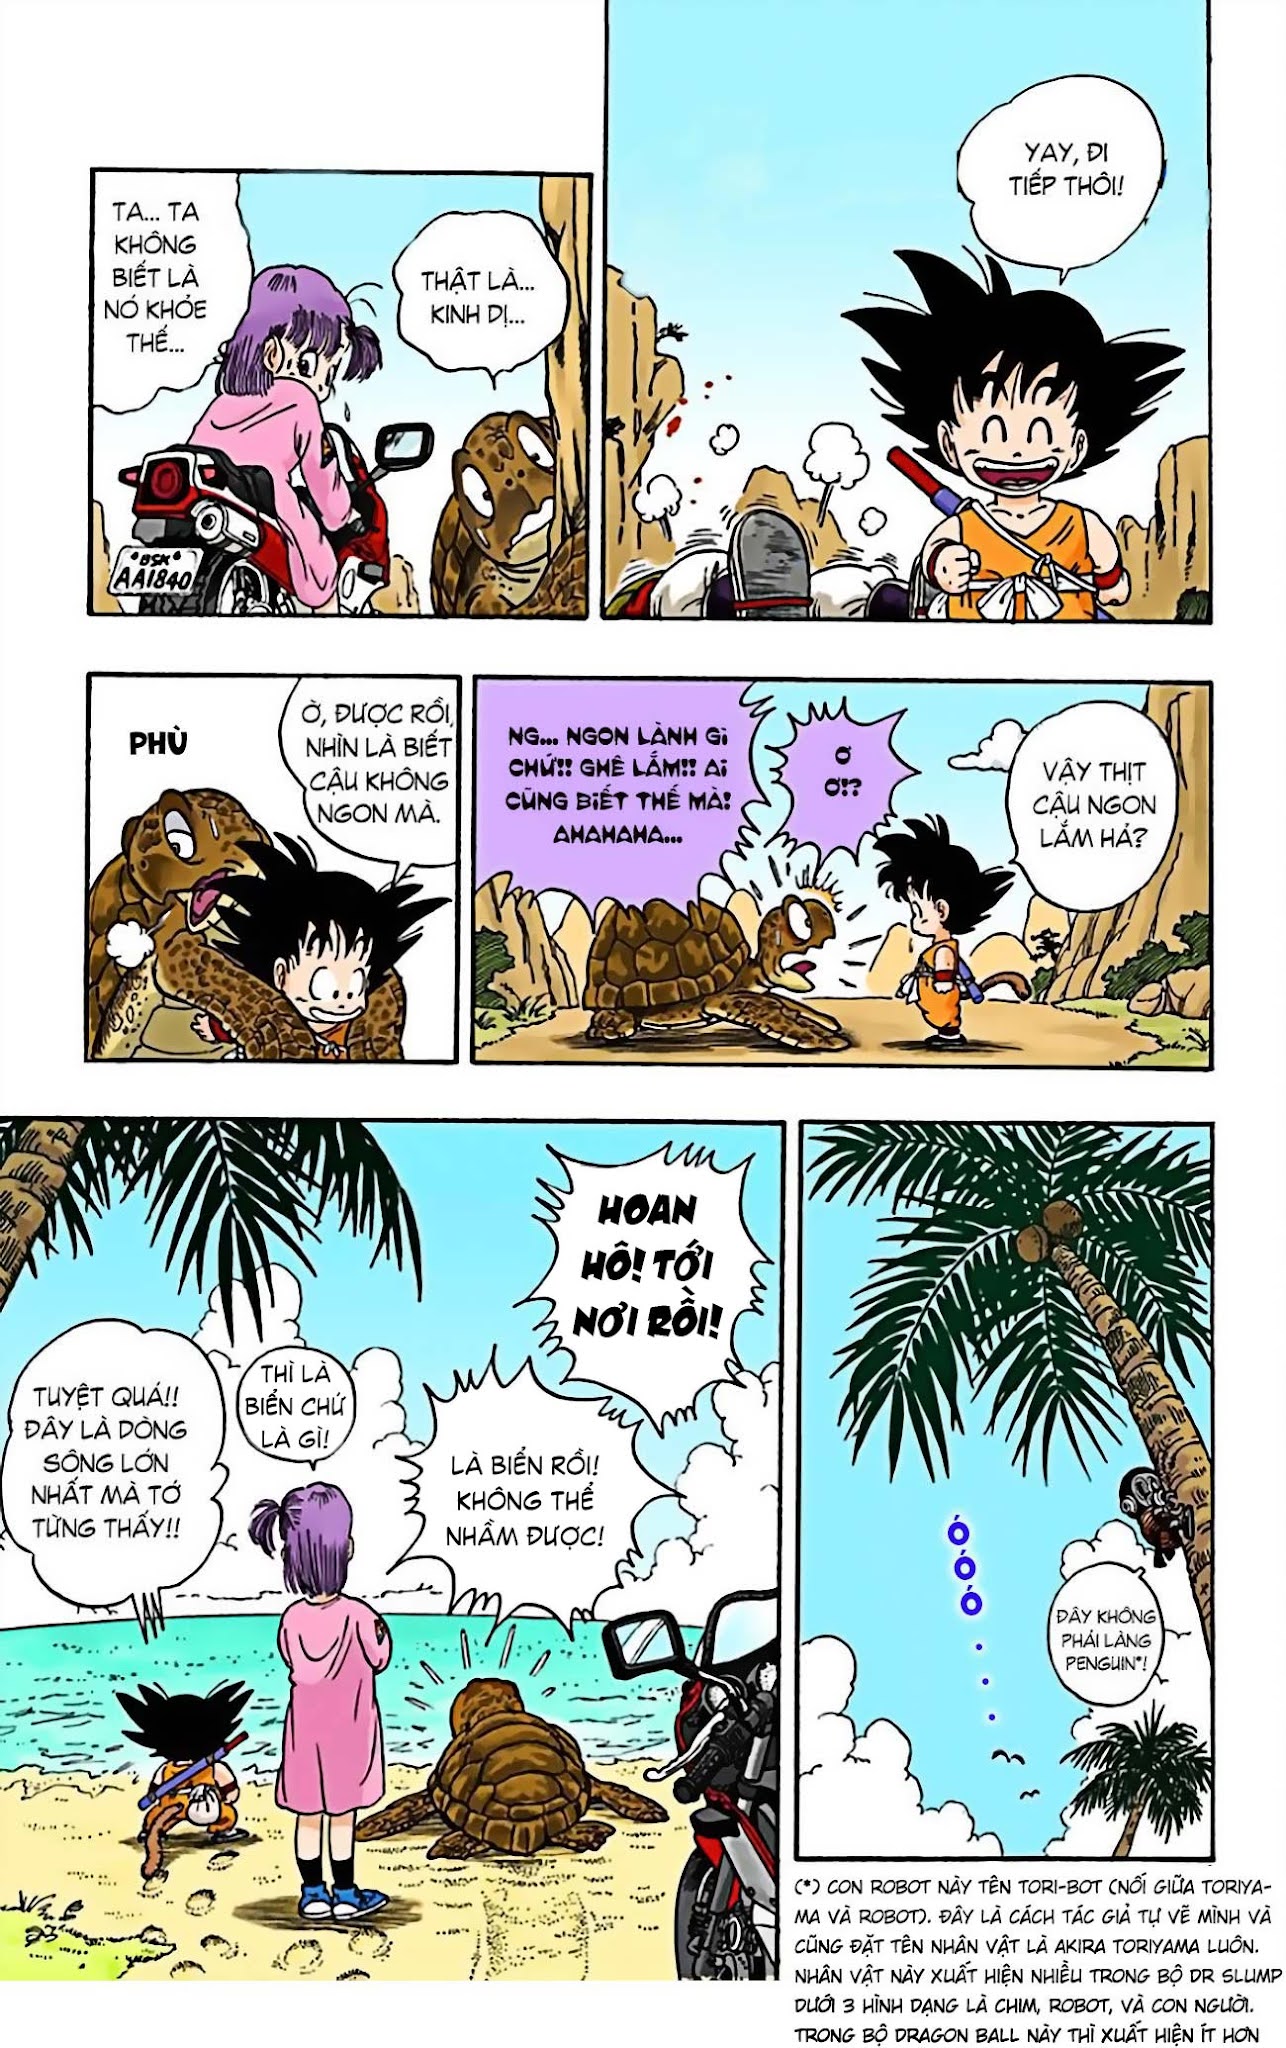 YAY, ĐI
TIẾP THÔI!
THẬT LÀ...
KINH DỊ...
TA... TA
KHÔNG
BIẾT LÀ
NÓ KHỎE
THẾ...
*BSK*
AA1840
VẬY THỊT
CẬU NGON
LẮM HẢ?
Ơ
Ơ!?
NG... NGON LÀNH GÌ
CHỨ!! GHÊ LẮM!! AI
CŨNG BIẾT THẾ MÀ!
AHAHAHA...
Ờ, ĐƯỢC RỒI,
NHÌN LÀ BIẾT
CẬU KHÔNG
NGON MÀ.
PHÙ
Ó
Ó
Ó
.
.
.
ĐÂY KHÔNG
PHẢI LÀNG
PENGUIN*!
HOAN
HÔ! TỚI
NƠI RỒI!
LÀ BIỂN RỒI!
KHÔNG THỂ
NHẦM ĐƯỢC!
THÌ LÀ
BIỂN CHỨ
LÀ GÌ!
TUYỆT QUÁ!!
ĐÂY LÀ DÒNG
SÔNG LỚN
NHẤT MÀ TỚ
TỪNG THẤY!!
(*) CON ROBOT NÀY TÊN TORI-BOT (NỐI GIỮA TORIYA-
MA VÀ ROBOT). ĐÂY LÀ CÁCH TÁC GIẢ TỰ VẼ MÌNH VÀ
CŨNG ĐẶT TÊN NHÂN VẬT LÀ AKIRA TORIYAMA LUÔN.
NHÂN VẬT NÀY XUẤT HIỆN NHIỀU TRONG BỘ DR SLUMP
DƯỚI 3 HÌNH DẠNG LÀ CHIM, ROBOT, VÀ CON NGƯỜI.
TRONG BỘ DRAGON BALL NÀY THÌ XUẤT HIỆN ÍT HƠN